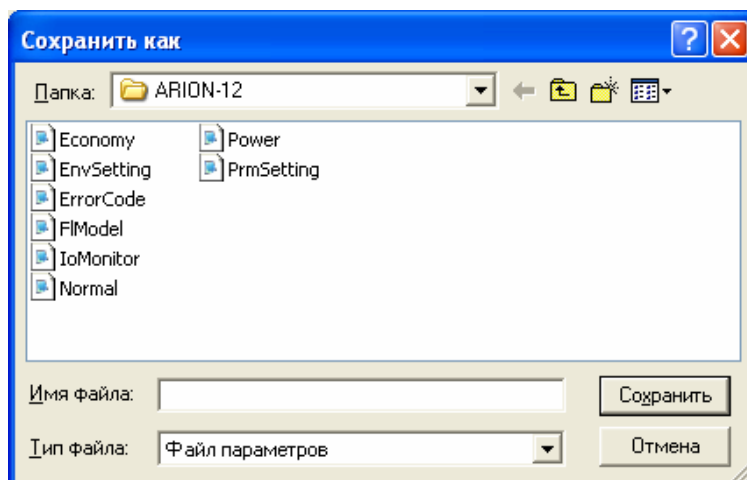 Сохранить как
Папка: ARION-12
Economy Power
EnvSetting PrmSetting
ErrorCode
FlModel
IoMonitor
Normal
Имя файла: Сохранить
Тип файла: Файл параметров Отмена